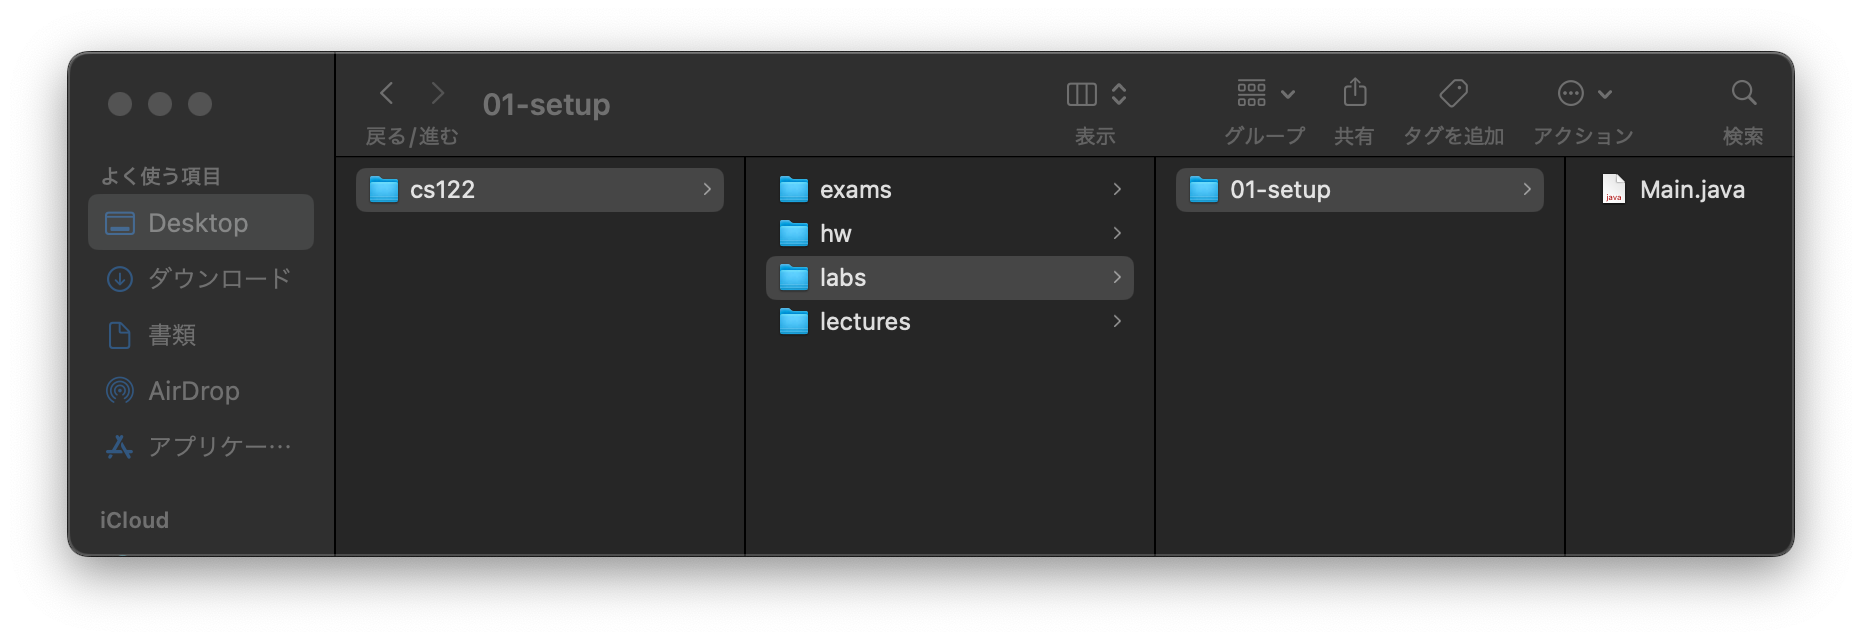 01-setup
戻る/進む
表示
グループ
共有
タグを追加
アクション
検索
よく使う項目
Desktop
ダウンロード
書類
AirDrop
アプリケー…
iCloud
cs122
exams
hw
labs
lectures
01-setup
java
Main.java